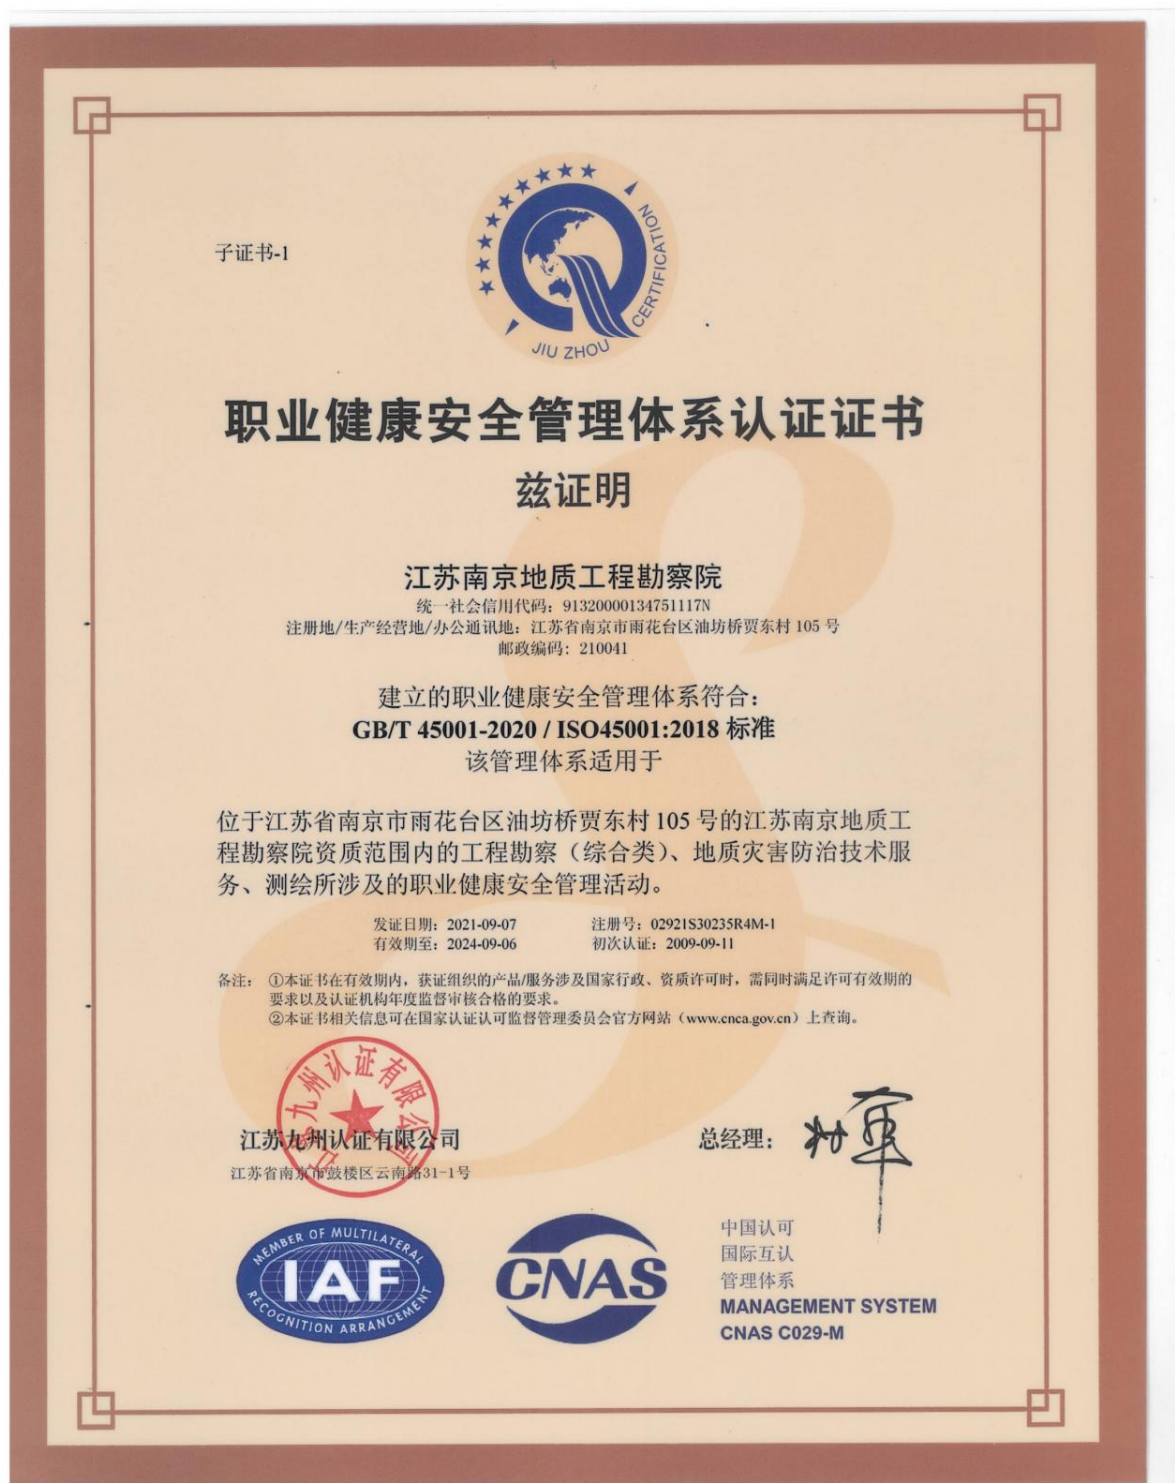 子证书-1
JIU ZHOU CERTIFICATION
职业健康安全管理体系认证证书
兹证明
江苏南京地质工程勘察院
统一社会信用代码：91320000134751117N
注册地/生产经营地/办公通讯地：江苏省南京市雨花台区油坊桥贾东村 105 号
邮政编码：210041
建立的职业健康安全管理体系符合：
GB/T 45001-2020 / ISO45001:2018 标准
该管理体系适用于
位于江苏省南京市雨花台区油坊桥贾东村 105 号的江苏南京地质工
程勘察院资质范围内的工程勘察（综合类）、地质灾害防治技术服
务、测绘所涉及的职业健康安全管理活动。
发证日期：2021-09-07 注册号：02921S30235R4M-1
有效期至：2024-09-06 初次认证：2009-09-11
备注： ①本证书在有效期内，获证组织的产品/服务涉及国家行政、资质许可时，需同时满足许可有效期的
要求以及认证机构年度监督审核合格的要求。
②本证书相关信息可在国家认证认可监督管理委员会官方网站（www.cnca.gov.cn）上查询。
江苏九州认证有限公司
江苏九州认证有限公司 总经理：
江苏省南京市鼓楼区云南路31-1号
MEMBER OF MULTILATERAL
IAF
RECOGNITION ARRANGEMENT
CNAS
中国认可
国际互认
管理体系
MANAGEMENT SYSTEM
CNAS C029-M